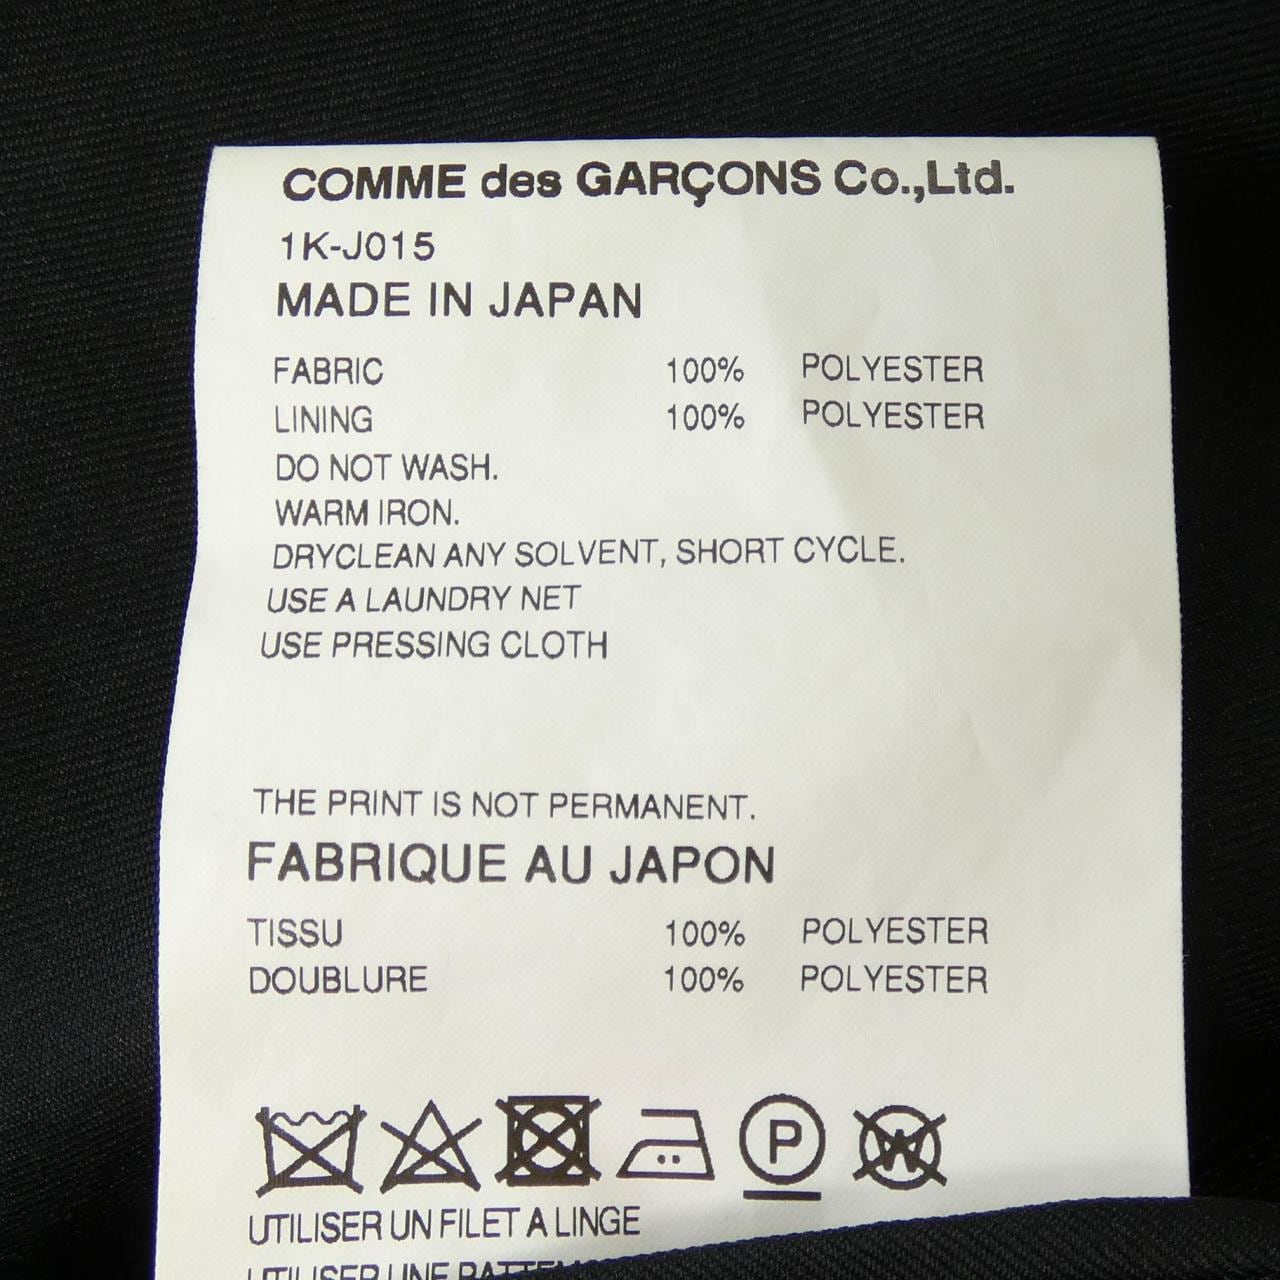 COMME des GARÇONS Co.,Ltd.
1K-J015
MADE IN JAPAN
FABRIC 100% POLYESTER
LINING 100% POLYESTER
DO NOT WASH.
WARM IRON.
DRYCLEAN ANY SOLVENT, SHORT CYCLE.
USE A LAUNDRY NET
USE PRESSING CLOTH
THE PRINT IS NOT PERMANENT.
FABRIQUE AU JAPON
TISSU 100% POLYESTER
DOUBLURE 100% POLYESTER
P W
UTILISER UN FILET A LINGE
UTILISER UNE